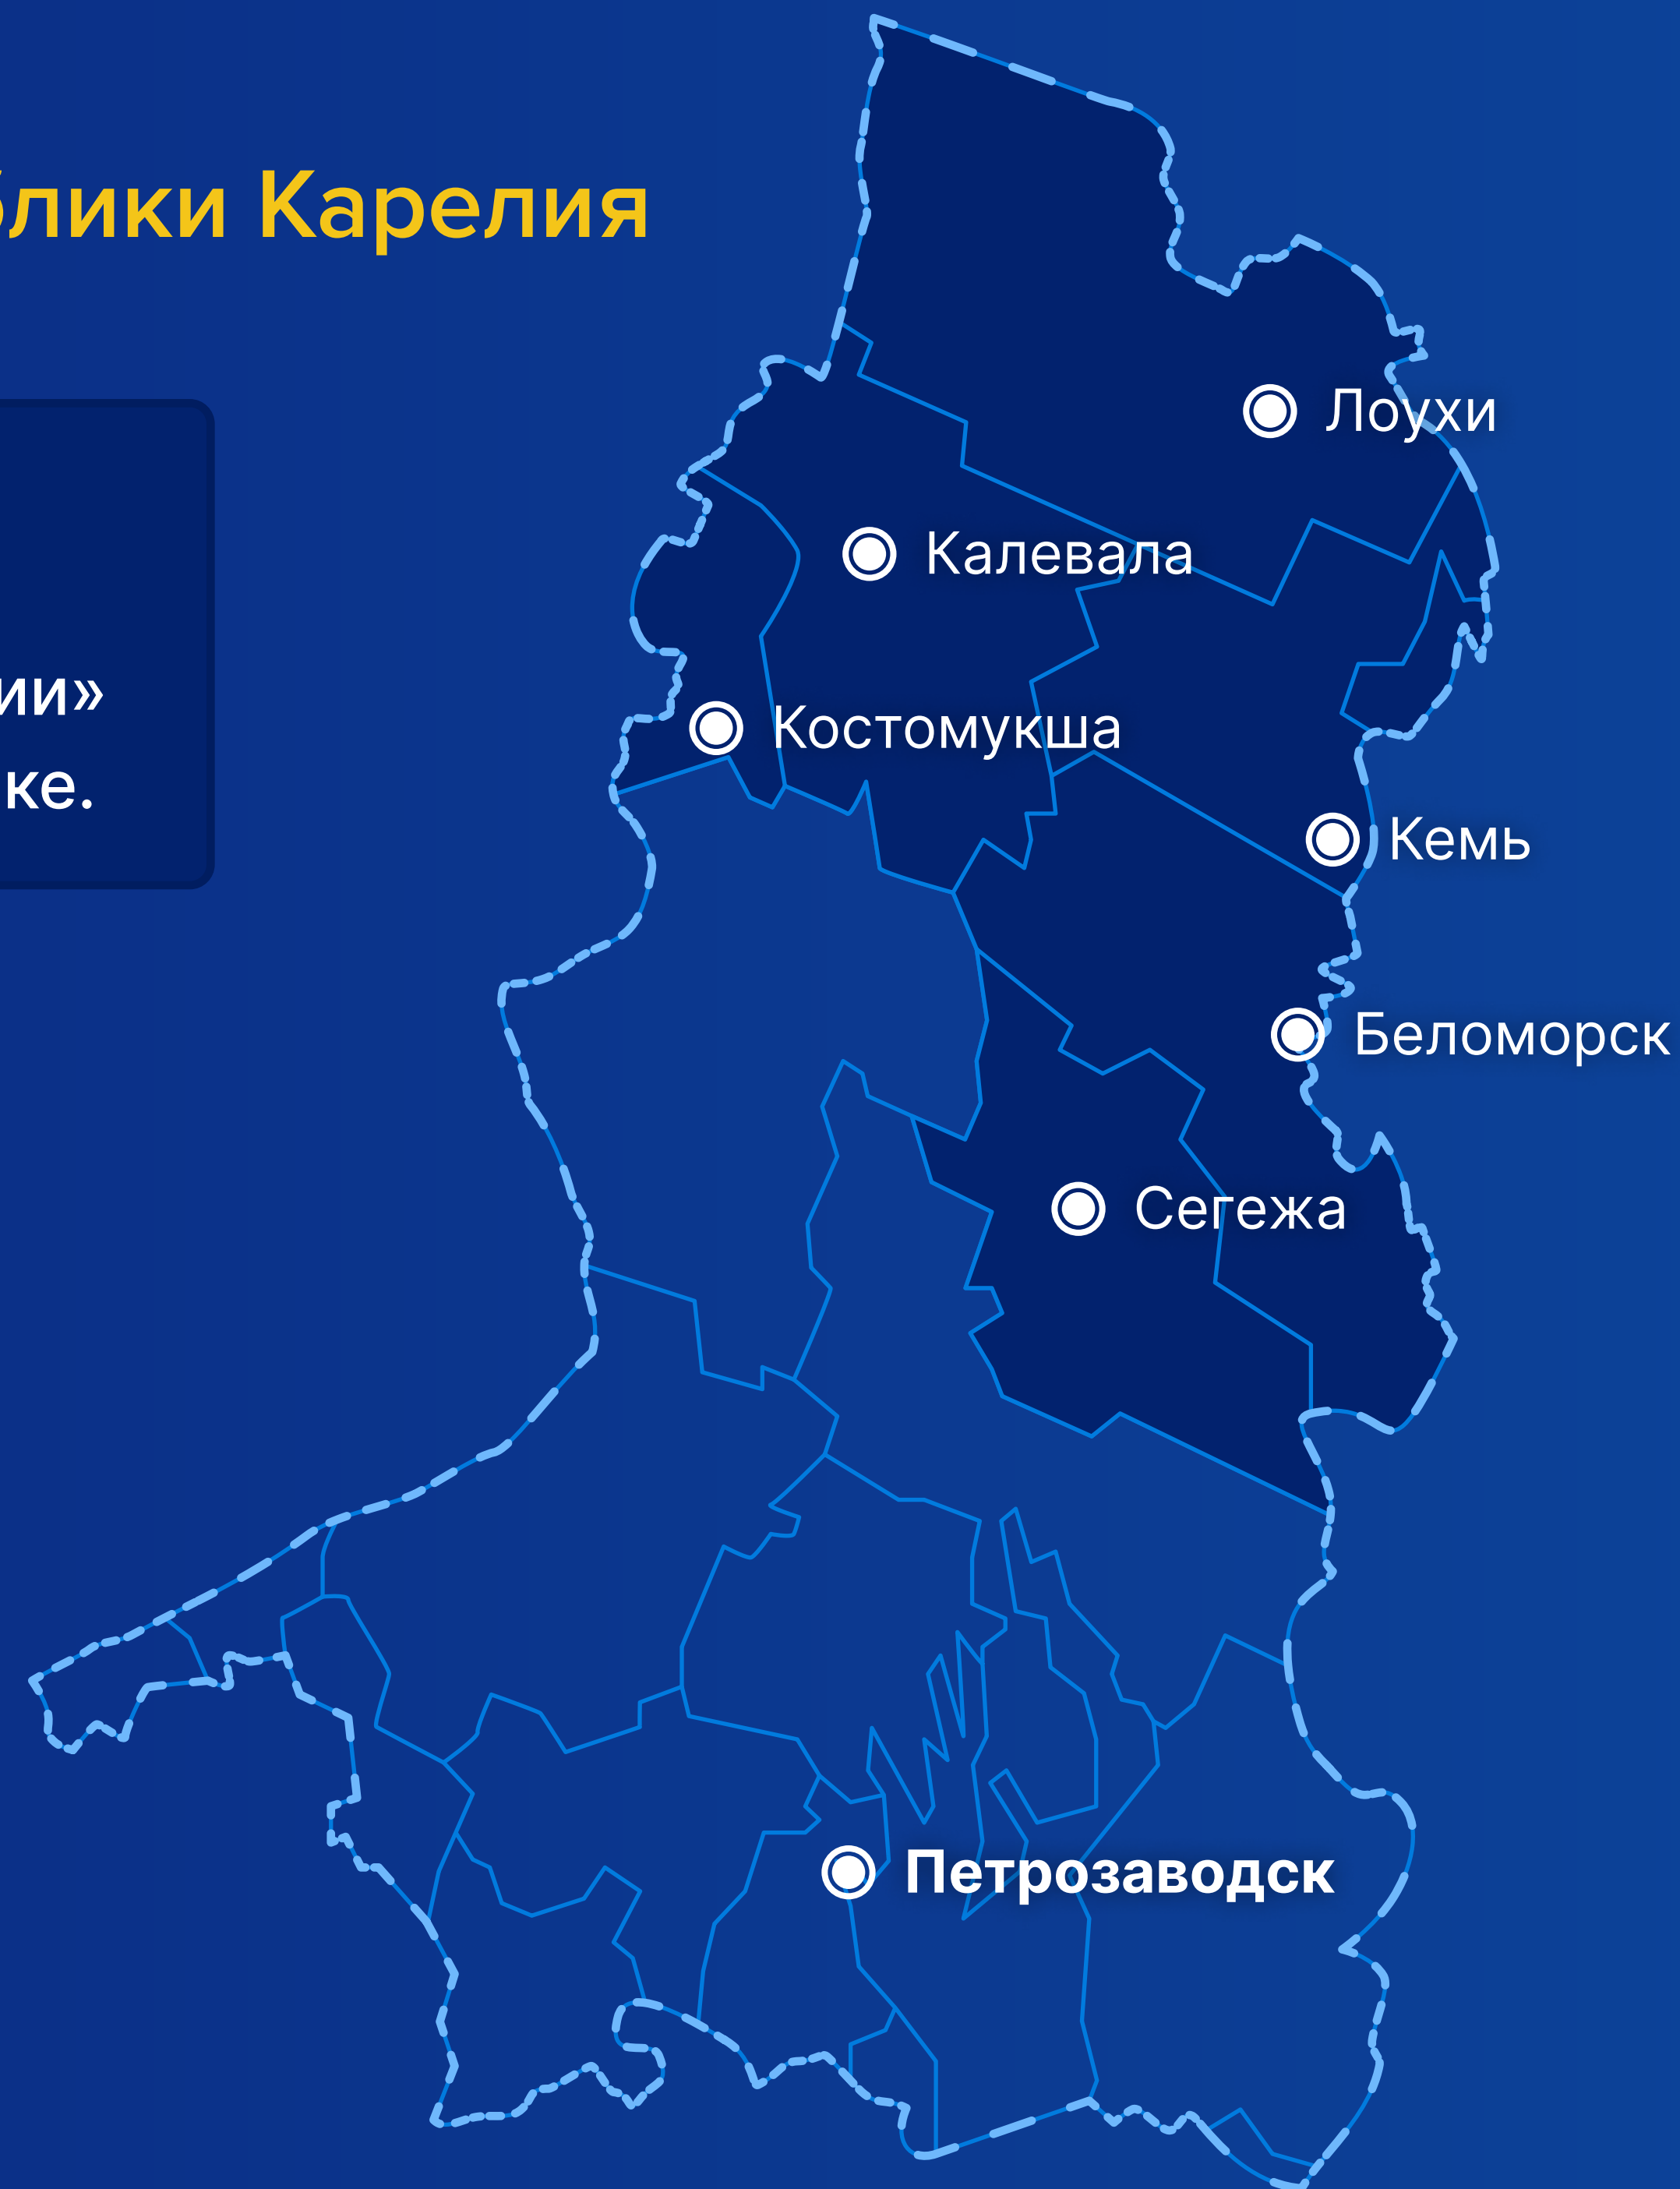 блики Карелия
ии»
ке.
Лоухи
Калевала
Костомукша
Кемь
Беломорск
Сегежа
Петрозаводск